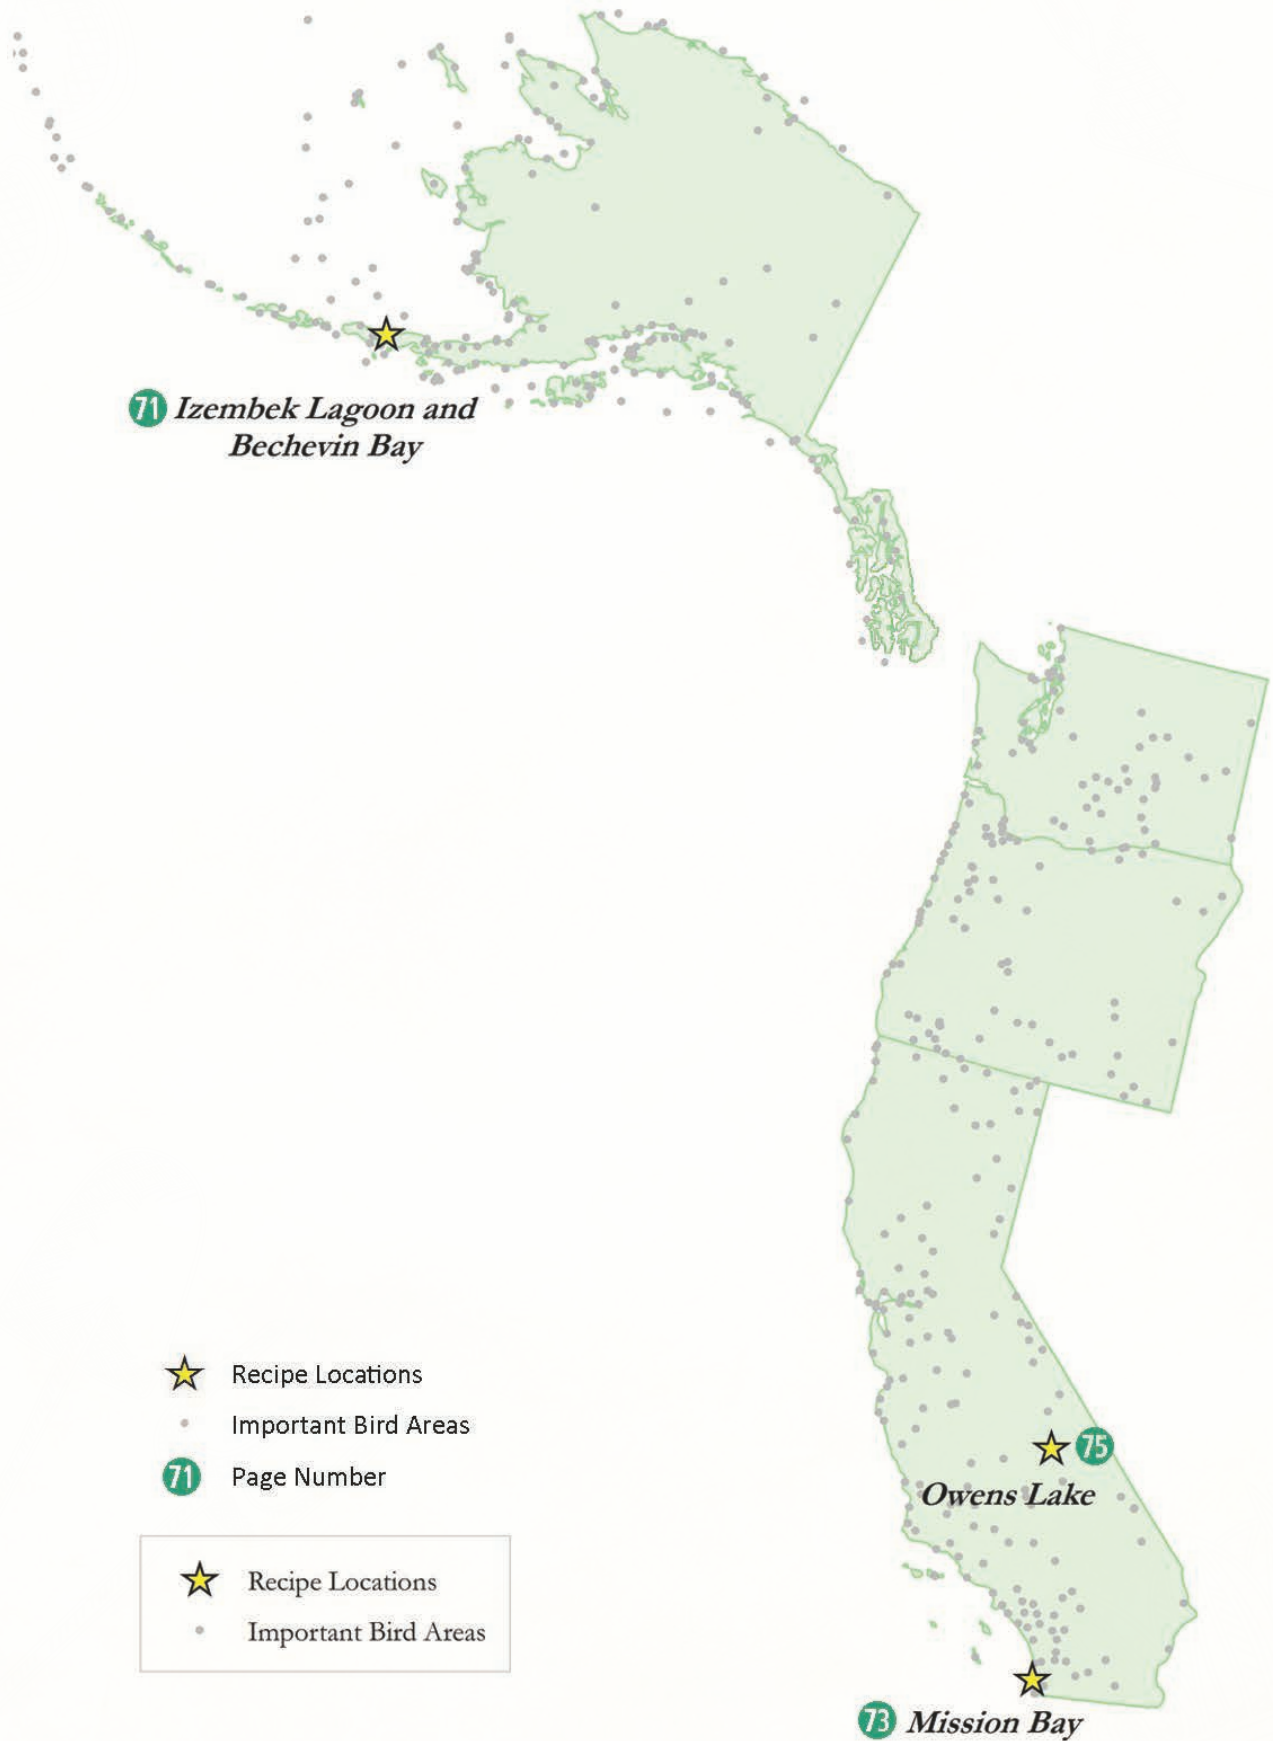 71 Izembek Lagoon and
Bechevin Bay
Recipe Locations
Important Bird Areas
71 Page Number
75
Owens Lake
Recipe Locations
Important Bird Areas
73 Mission Bay